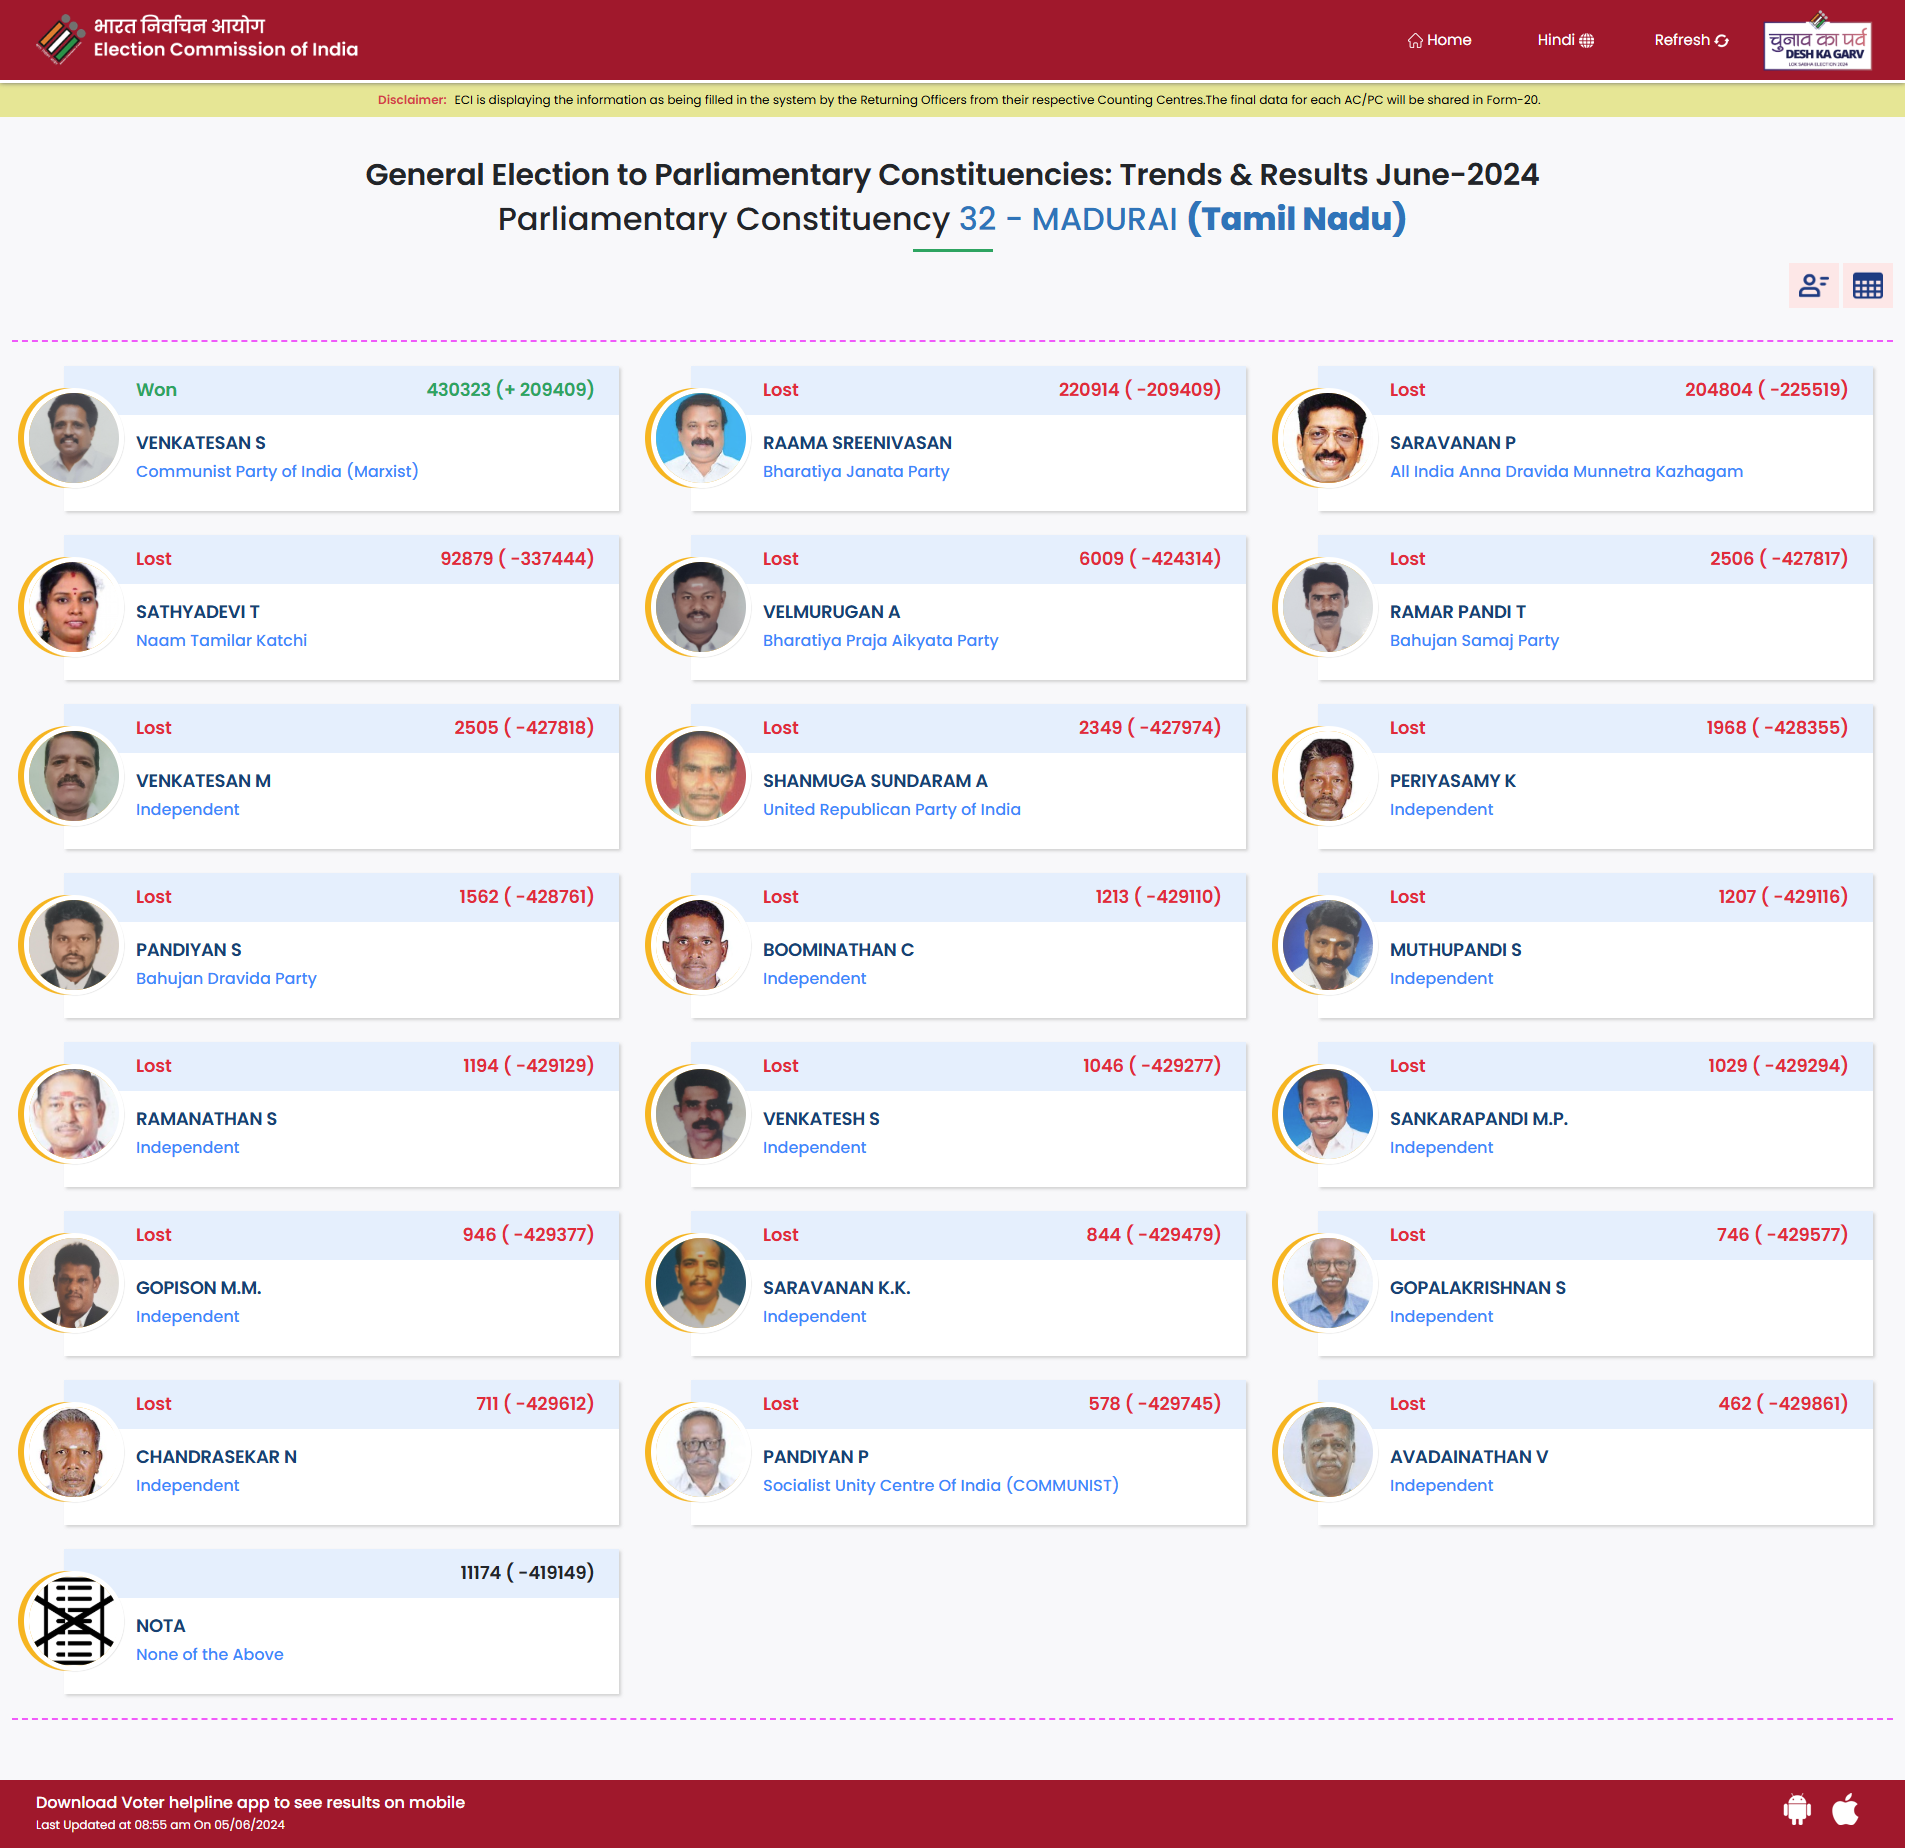 भारत निर्वाचन आयोग
Election Commission of India
Home
Hindi
Refresh
चुनाव का पर्व
DESH KA GARV
LOK SABHA ELECTION 2024
Disclaimer: ECI is displaying the information as being filled in the system by the Returning Officers from their respective Counting Centres.The final data for each AC/PC will be shared in Form-20.
General Election to Parliamentary Constituencies: Trends & Results June-2024
Parliamentary Constituency 32 - MADURAI (Tamil Nadu)
Won 430323 (+ 209409)
VENKATESAN S
Communist Party of India (Marxist)
Lost 220914 ( -209409)
RAAMA SREENIVASAN
Bharatiya Janata Party
Lost 204804 ( -225519)
SARAVANAN P
All India Anna Dravida Munnetra Kazhagam
Lost 92879 ( -337444)
SATHYADEVI T
Naam Tamilar Katchi
Lost 6009 ( -424314)
VELMURUGAN A
Bharatiya Praja Aikyata Party
Lost 2506 ( -427817)
RAMAR PANDI T
Bahujan Samaj Party
Lost 2505 ( -427818)
VENKATESAN M
Independent
Lost 2349 ( -427974)
SHANMUGA SUNDARAM A
United Republican Party of India
Lost 1968 ( -428355)
PERIYASAMY K
Independent
Lost 1562 ( -428761)
PANDIYAN S
Bahujan Dravida Party
Lost 1213 ( -429110)
BOOMINATHAN C
Independent
Lost 1207 ( -429116)
MUTHUPANDI S
Independent
Lost 1194 ( -429129)
RAMANATHAN S
Independent
Lost 1046 ( -429277)
VENKATESH S
Independent
Lost 1029 ( -429294)
SANKARAPANDI M.P.
Independent
Lost 946 ( -429377)
GOPISON M.M.
Independent
Lost 844 ( -429479)
SARAVANAN K.K.
Independent
Lost 746 ( -429577)
GOPALAKRISHNAN S
Independent
Lost 711 ( -429612)
CHANDRASEKAR N
Independent
Lost 578 ( -429745)
PANDIYAN P
Socialist Unity Centre Of India (COMMUNIST)
Lost 462 ( -429861)
AVADAINATHAN V
Independent
11174 ( -419149)
NOTA
None of the Above
Download Voter helpline app to see results on mobile
Last Updated at 08:55 am On 05/06/2024